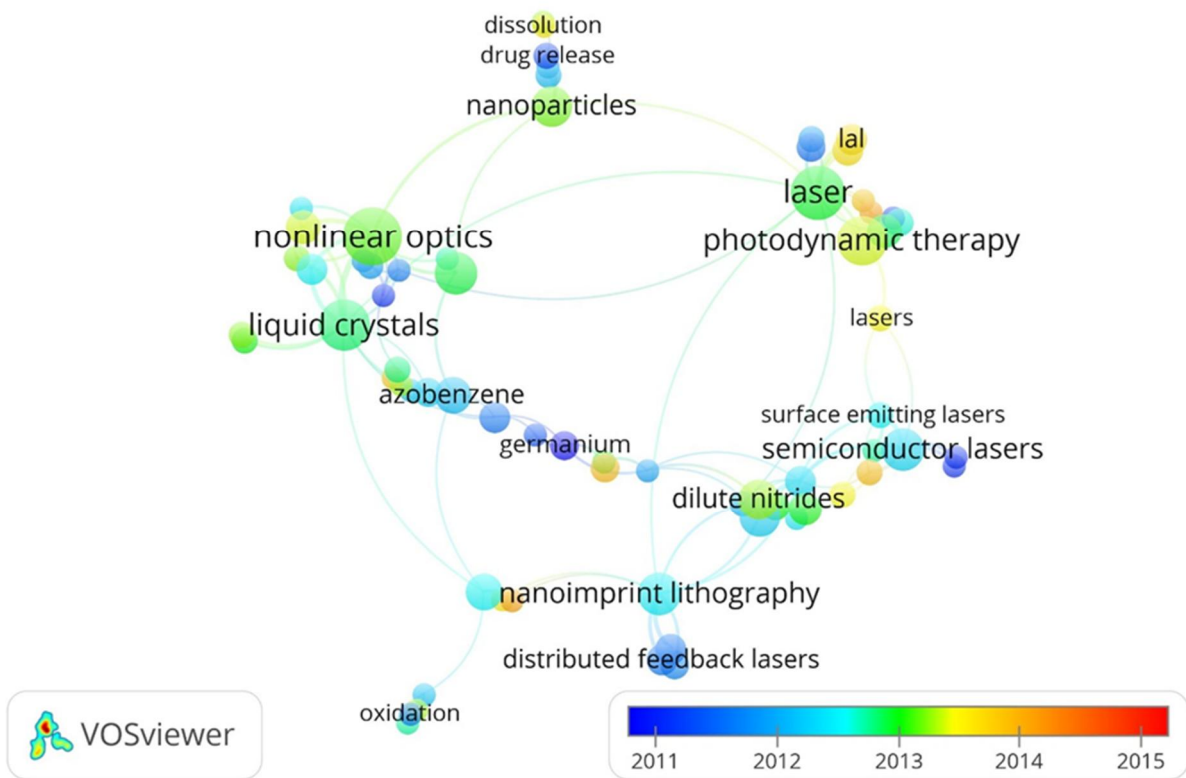 dissolution
drug release
nanoparticles
lal
laser
nonlinear optics
photodynamic therapy
liquid crystals
lasers
azobenzene
surface emitting lasers
germanium
semiconductor lasers
dilute nitrides
nanoimprint lithography
distributed feedback lasers
oxidation
VOSviewer
2011 2012 2013 2014 2015